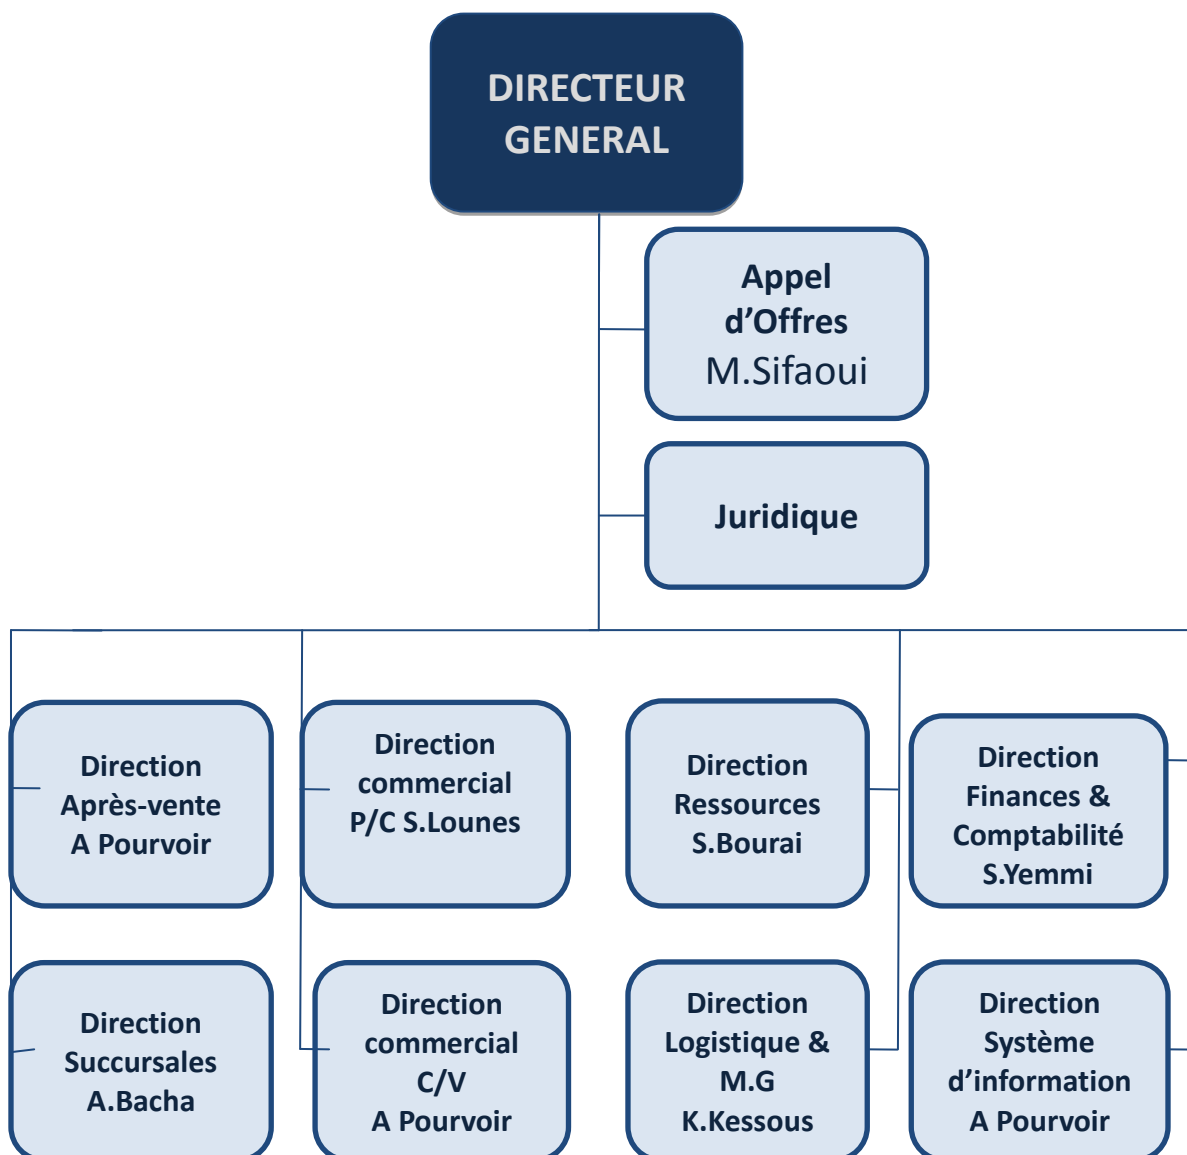 DIRECTEUR
GENERAL
Appel
d’Offres
M.Sifaoui
Juridique
Direction
Après-vente
A Pourvoir
Direction
commercial
P/C S.Lounes
Direction
Ressources
S.Bourai
Direction
Finances &
Comptabilité
S.Yemmi
Direction
Succursales
A.Bacha
Direction
commercial
C/V
A Pourvoir
Direction
Logistique &
M.G
K.Kessous
Direction
Système
d’information
A Pourvoir